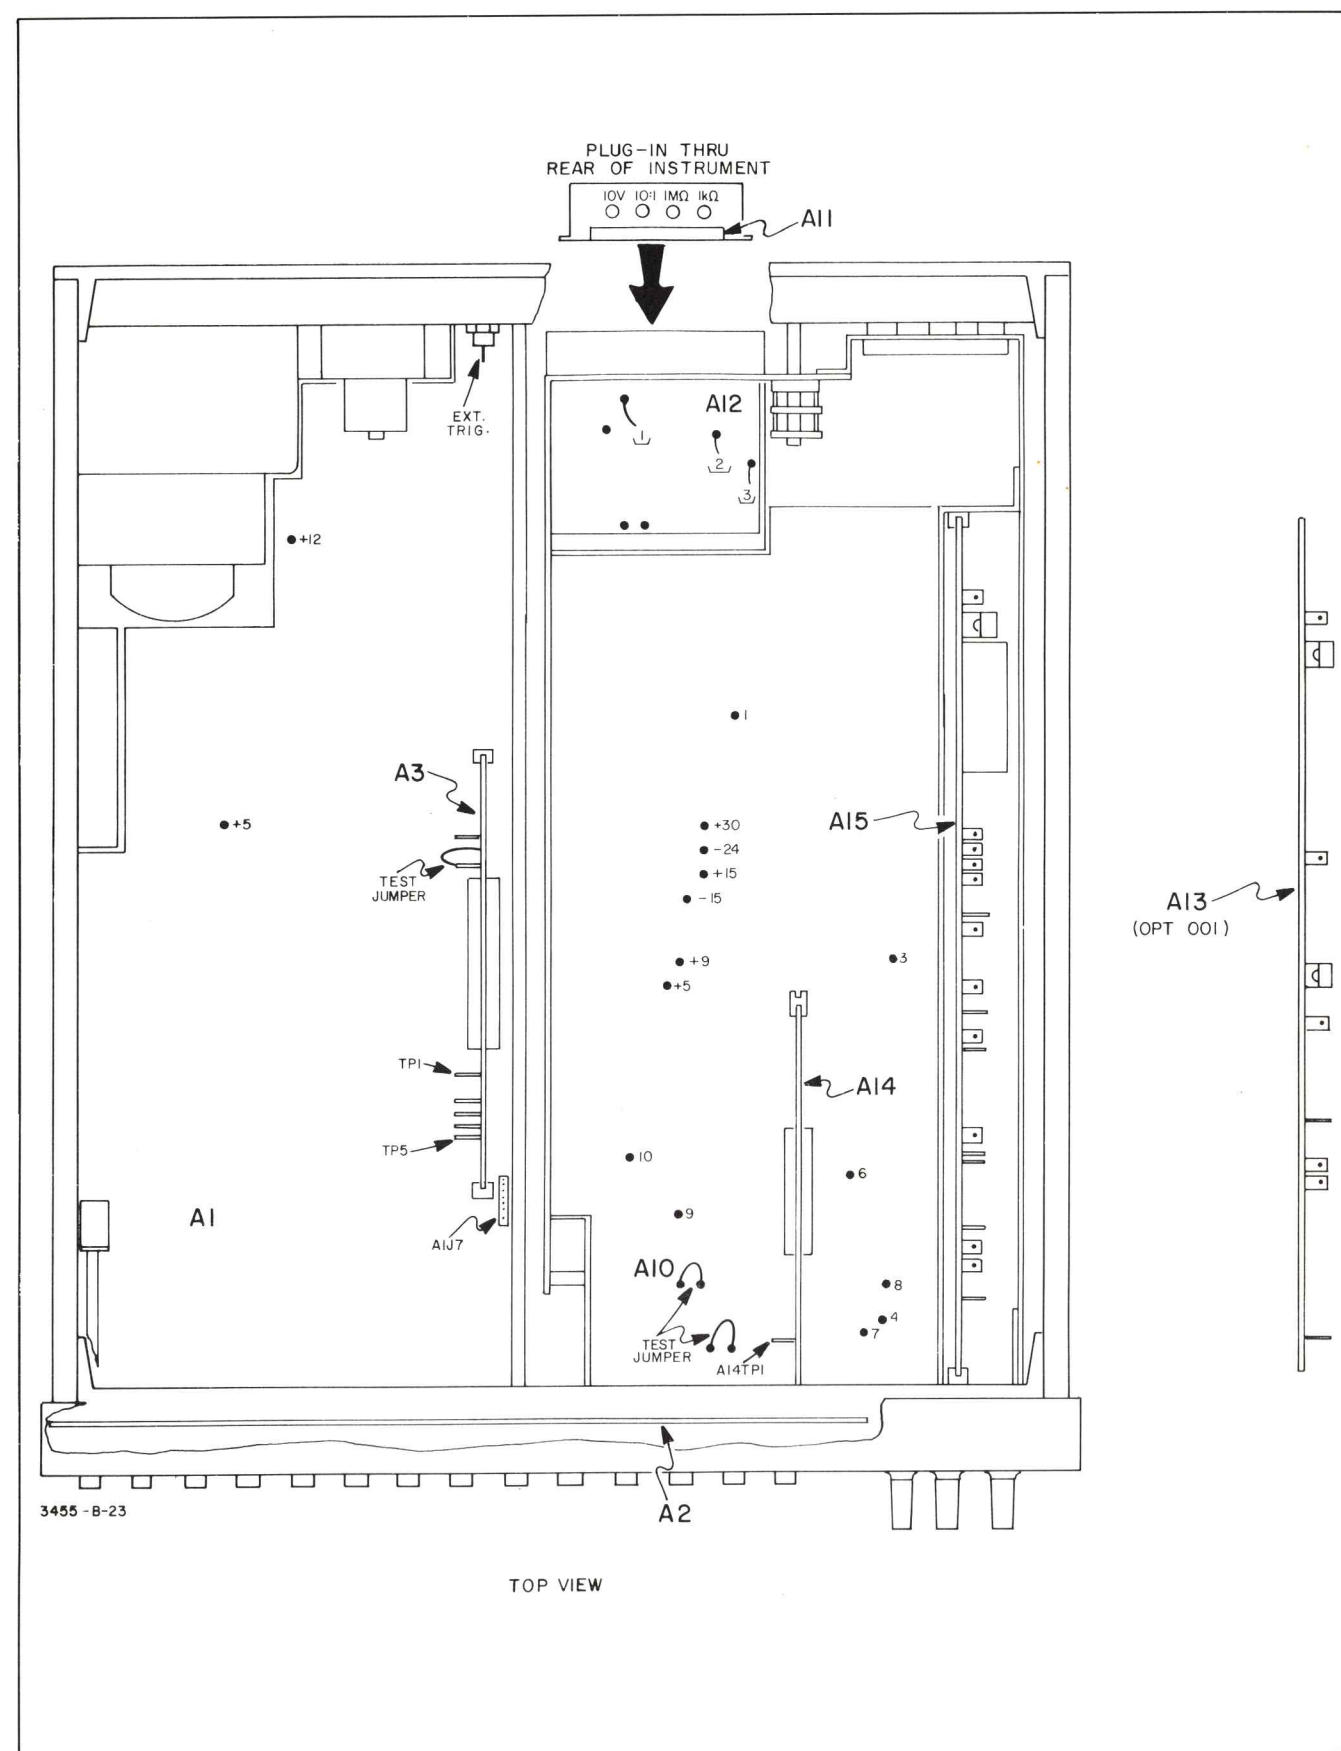 PLUG-IN THRU
REAR OF INSTRUMENT
10V 10:1 1MΩ 1kΩ
A11
EXT.
TRIG.
A12
1
2
3
+12
1
A3
+5
+30
A15
-24
TEST
JUMPER
+15
-15
A13
(OPT 001)
+9
3
+5
TP1
A14
TP5
10
6
A1
9
A1J7
A10
8
4
7
TEST
JUMPER
A14TP1
A2
3455-B-23
TOP VIEW